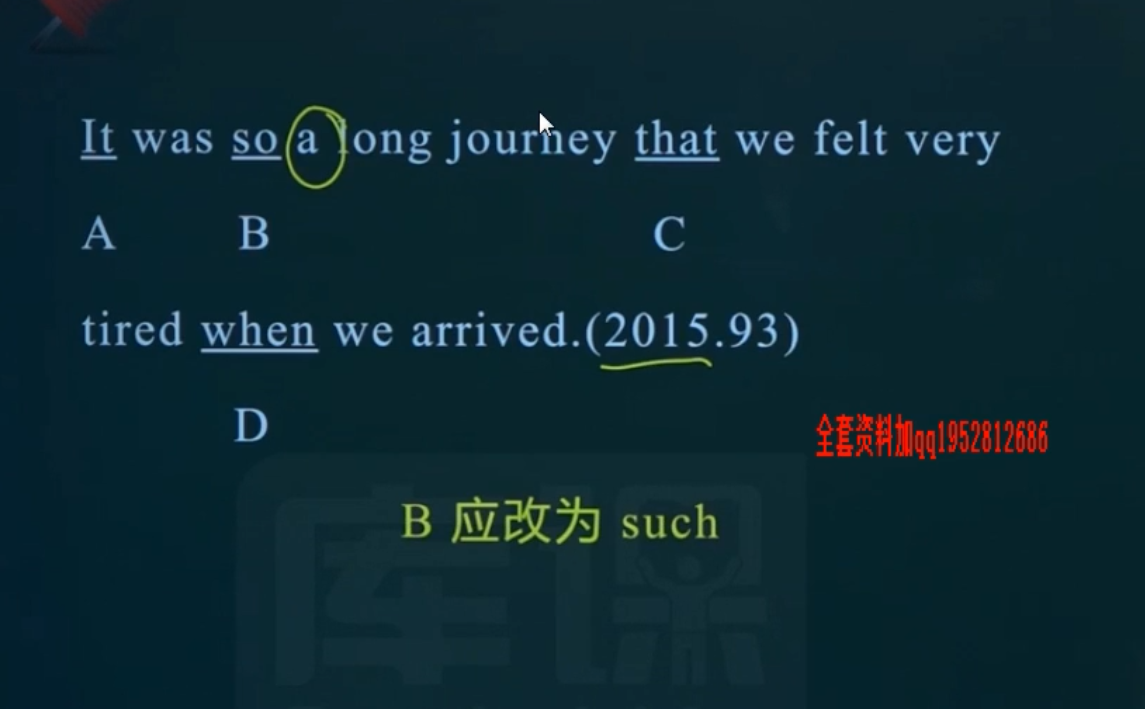 It was so a long journey that we felt very
A B C
tired when we arrived.(2015.93)
D
全套资料加qq1952812686
B 应改为 such
库课